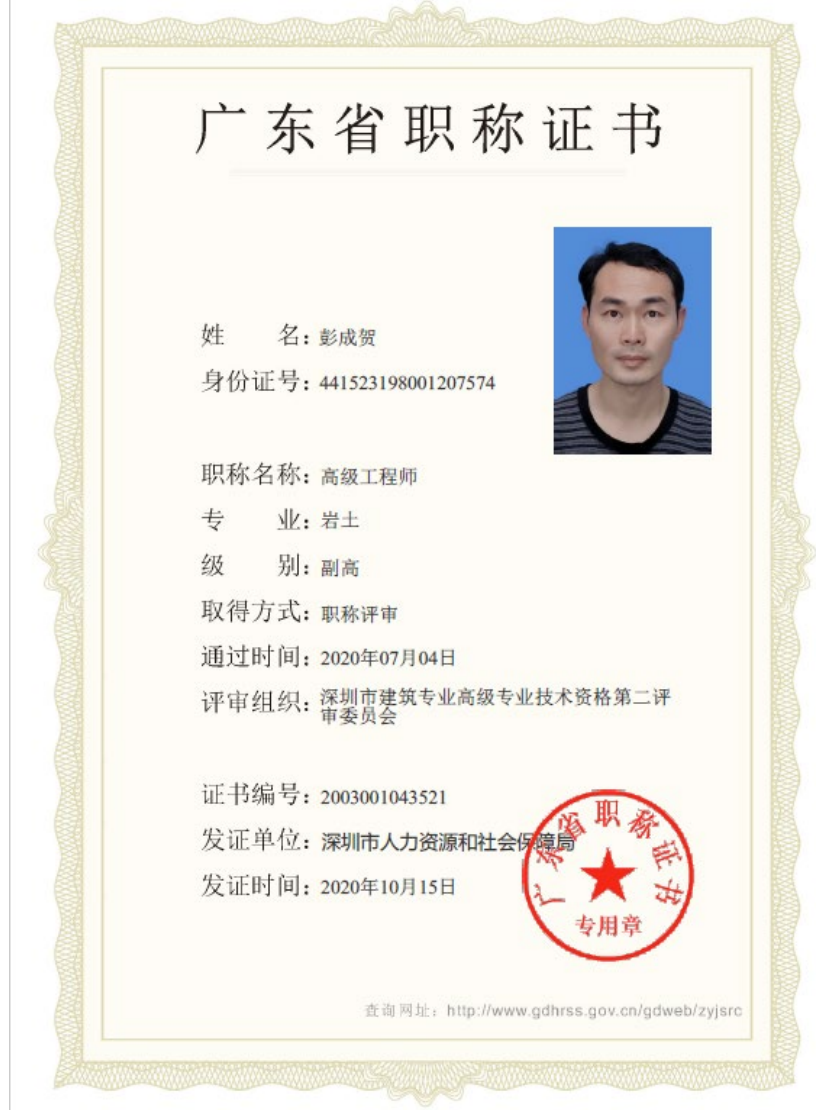 广东省职称证书
姓 名：彭成贺
身份证号：441523198001207574
职称名称：高级工程师
专 业：岩土
级 别：副高
取得方式：职称评审
通过时间：2020年07月04日
评审组织：深圳市建筑专业高级专业技术资格第二评
审委员会
证书编号：2003001043521
发证单位：深圳市人力资源和社会保障局
发证时间：2020年10月15日
广东省职称证书
专用章
查询网址：http://www.gdhrss.gov.cn/gdweb/zyjsrc